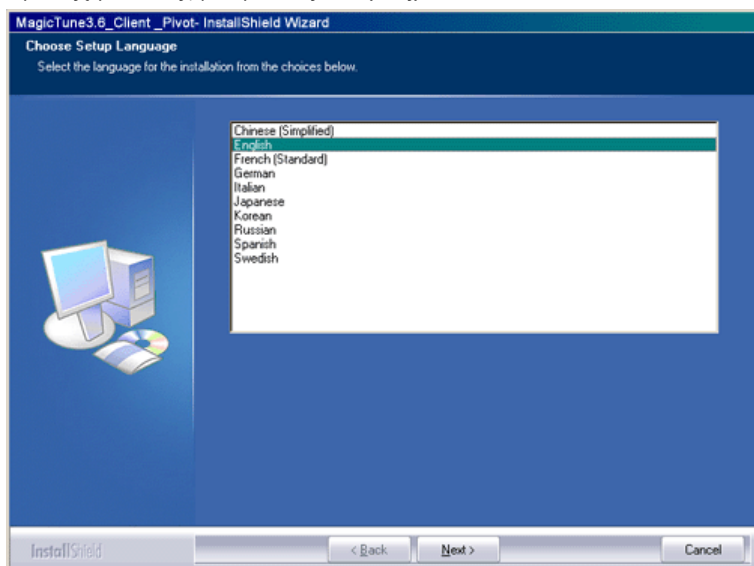 MagicTune3.6_Client _Pivot- InstallShield Wizard
Choose Setup Language
Select the language for the installation from the choices below.
Chinese (Simplified)
English
French (Standard)
German
Italian
Japanese
Korean
Russian
Spanish
Swedish
InstallShield
< Back
Next >
Cancel